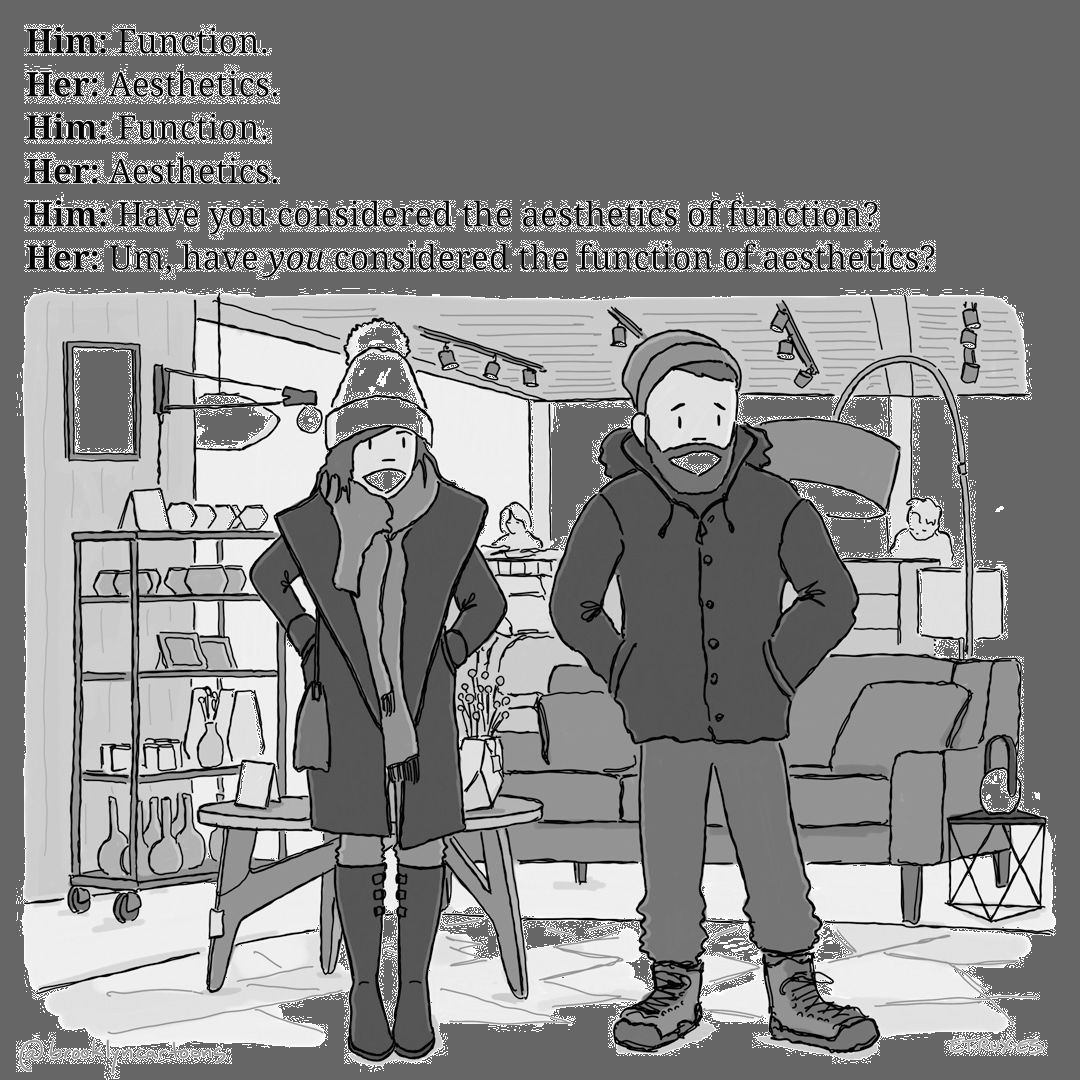 Him: Function.
Her: Aesthetics.
Him: Function.
Her: Aesthetics.
Him: Have you considered the aesthetics of function?
Her: Um, have you considered the function of aesthetics?
@brooklyncartoons